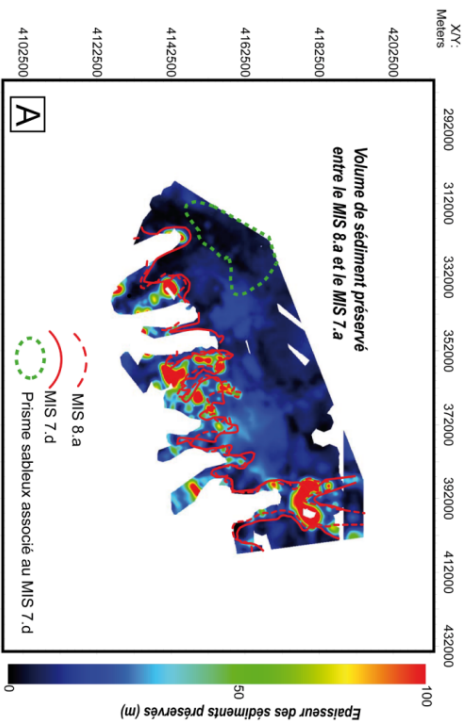 X/Y:
Meters
292000
312000
332000
352000
372000
392000
412000
432000
4202500
4182500
4162500
4142500
4122500
4102500
Volume de sédiment préservé
entre le MIS 8.a et le MIS 7.a
A
MIS 8.a
MIS 7.d
Prisme sableux associé au MIS 7.d
0
50
100
Epaisseur des sédiments préservés (m)